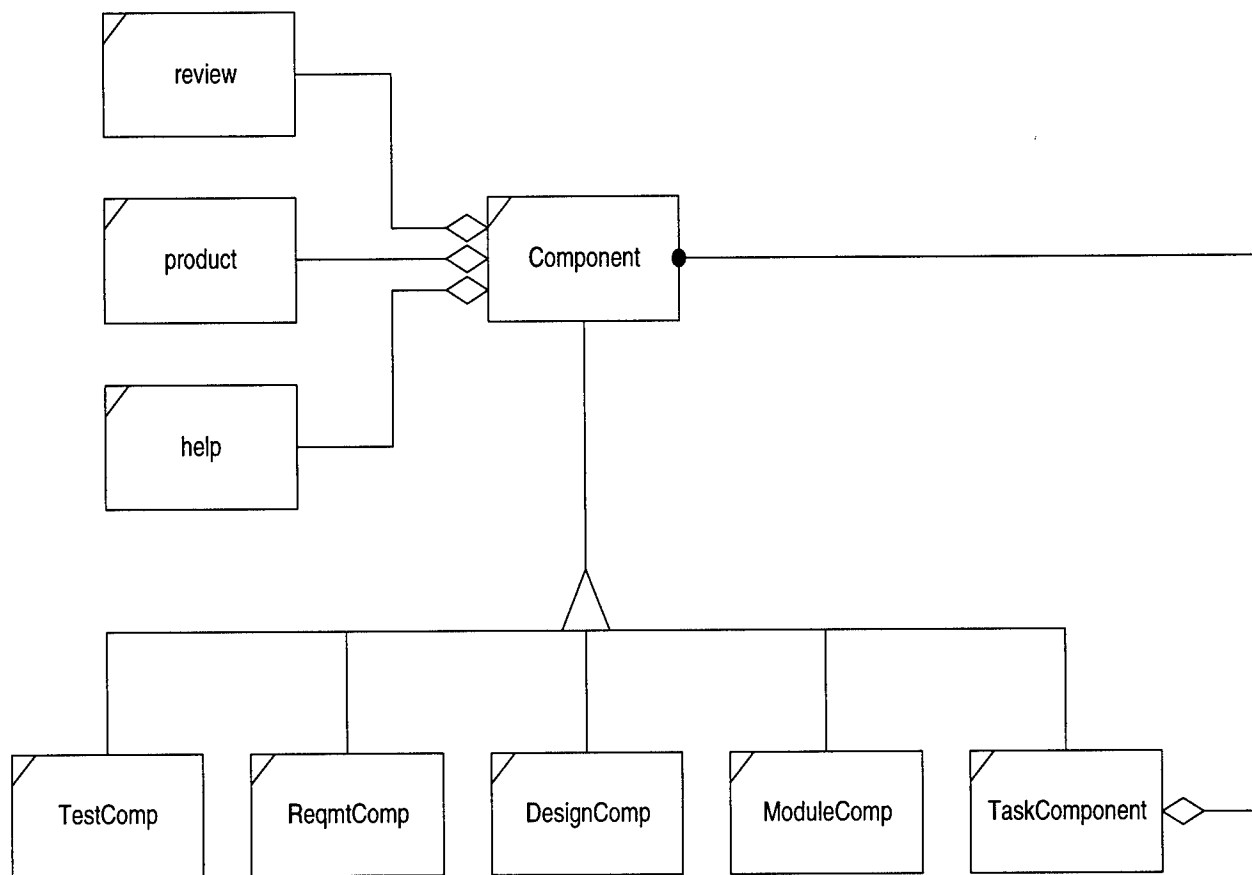 review
product
Component
help
TestComp
ReqmtComp
DesignComp
ModuleComp
TaskComponent